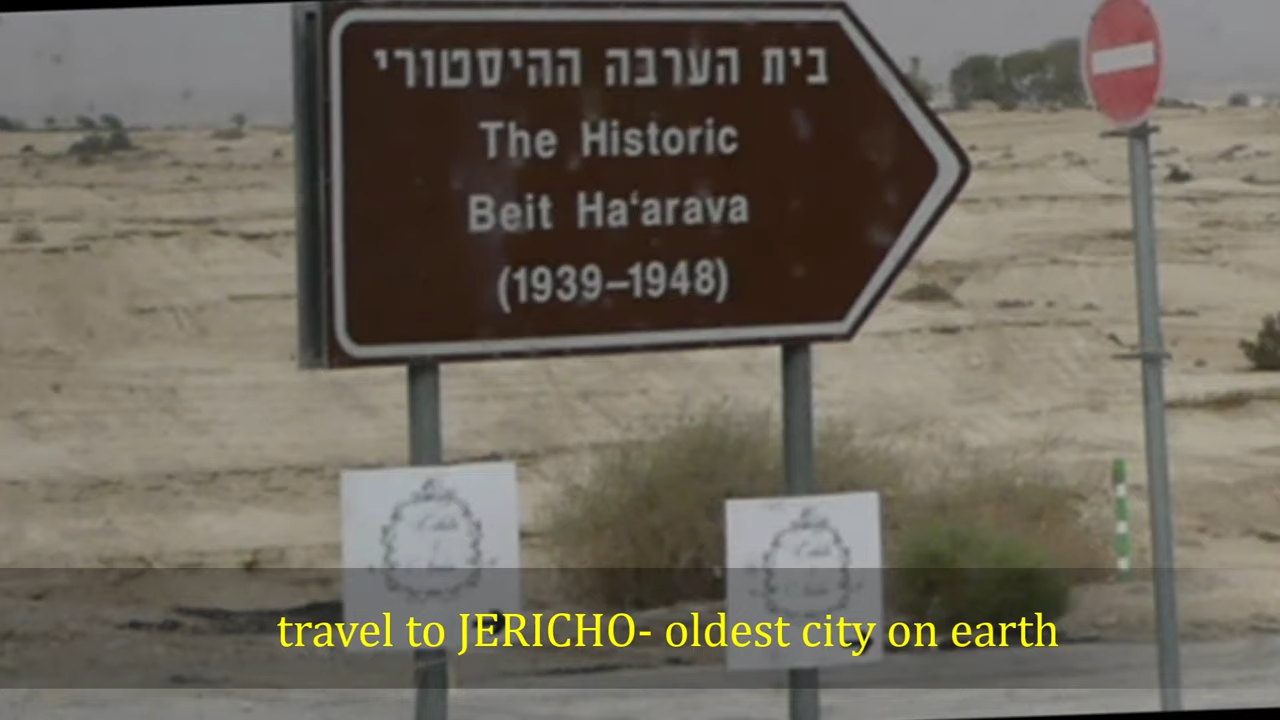 בית הערבה ההיסטורי
The Historic
Beit Ha‘arava
(1939–1948)
travel to JERICHO- oldest city on earth